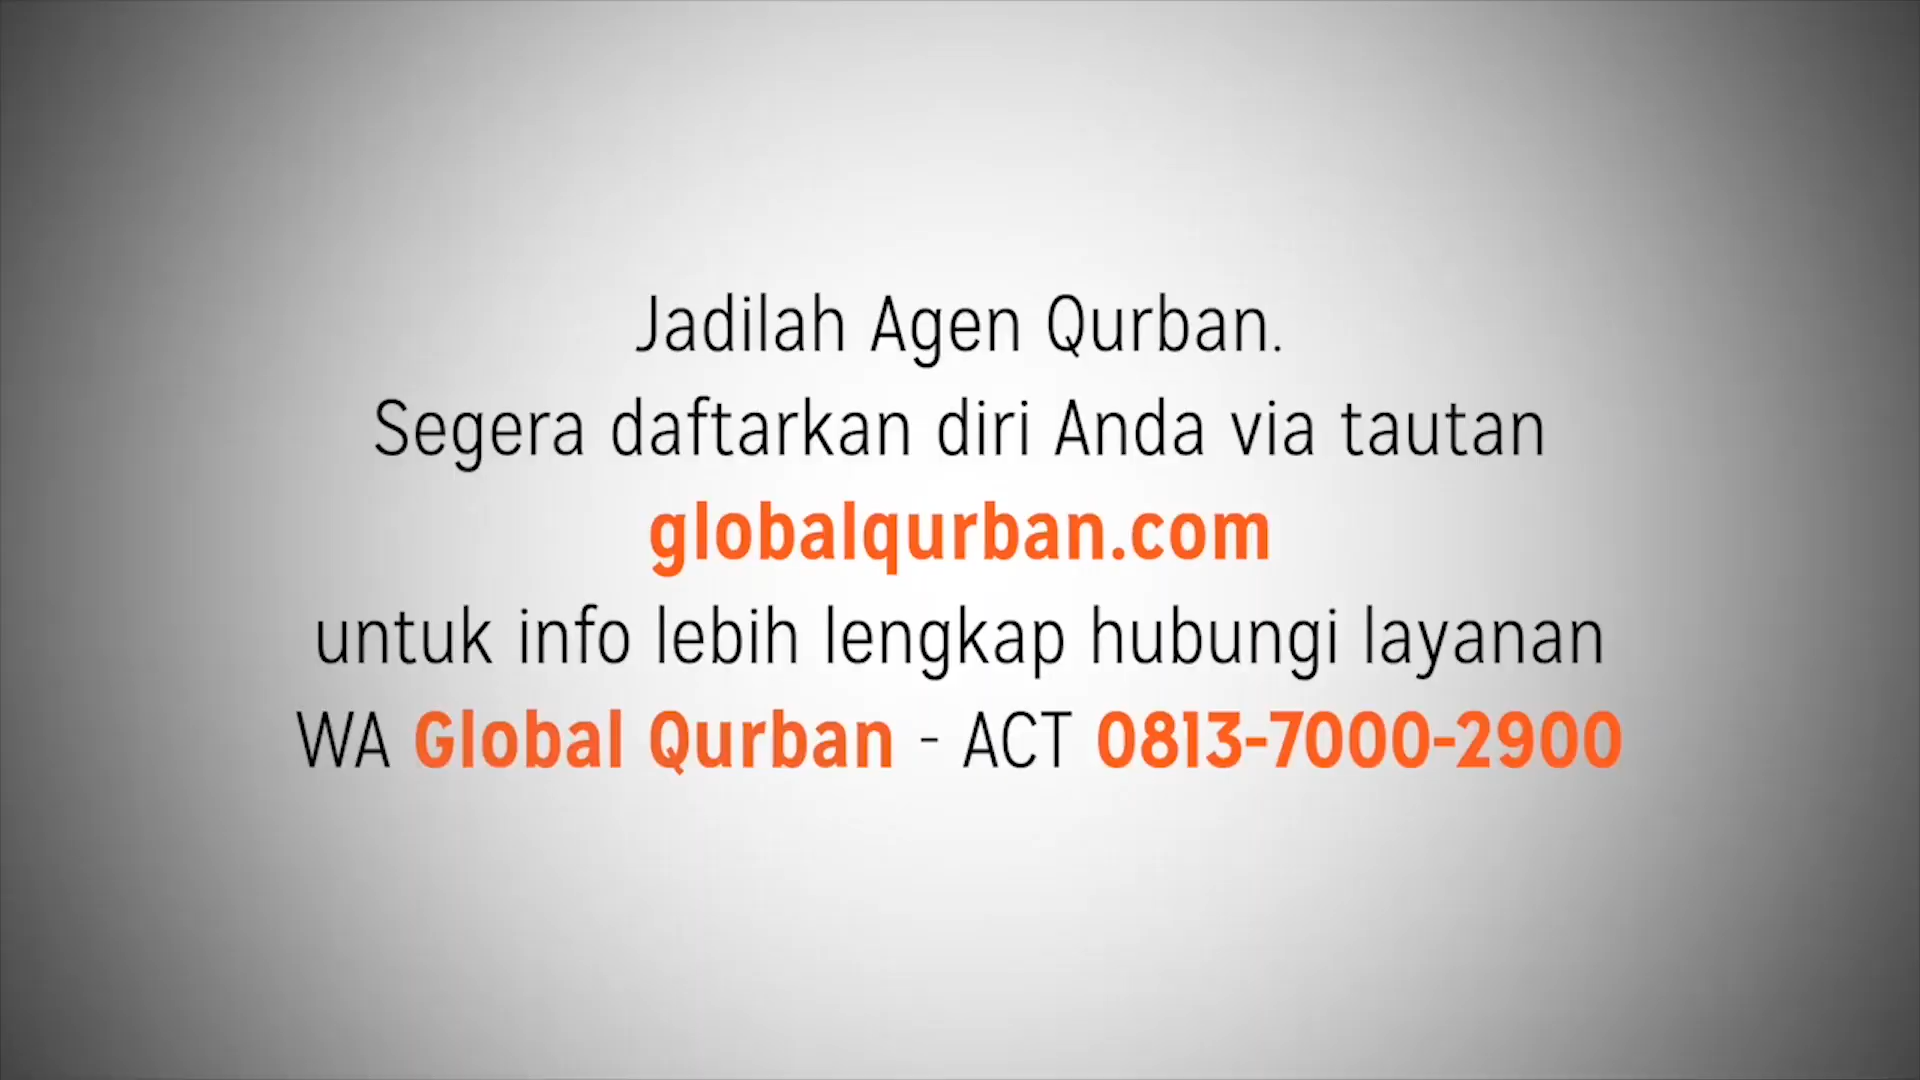 Jadilah Agen Qurban.
Segera daftarkan diri Anda via tautan
globalqurban.com
untuk info lebih lengkap hubungi layanan
WA Global Qurban - ACT 0813-7000-2900